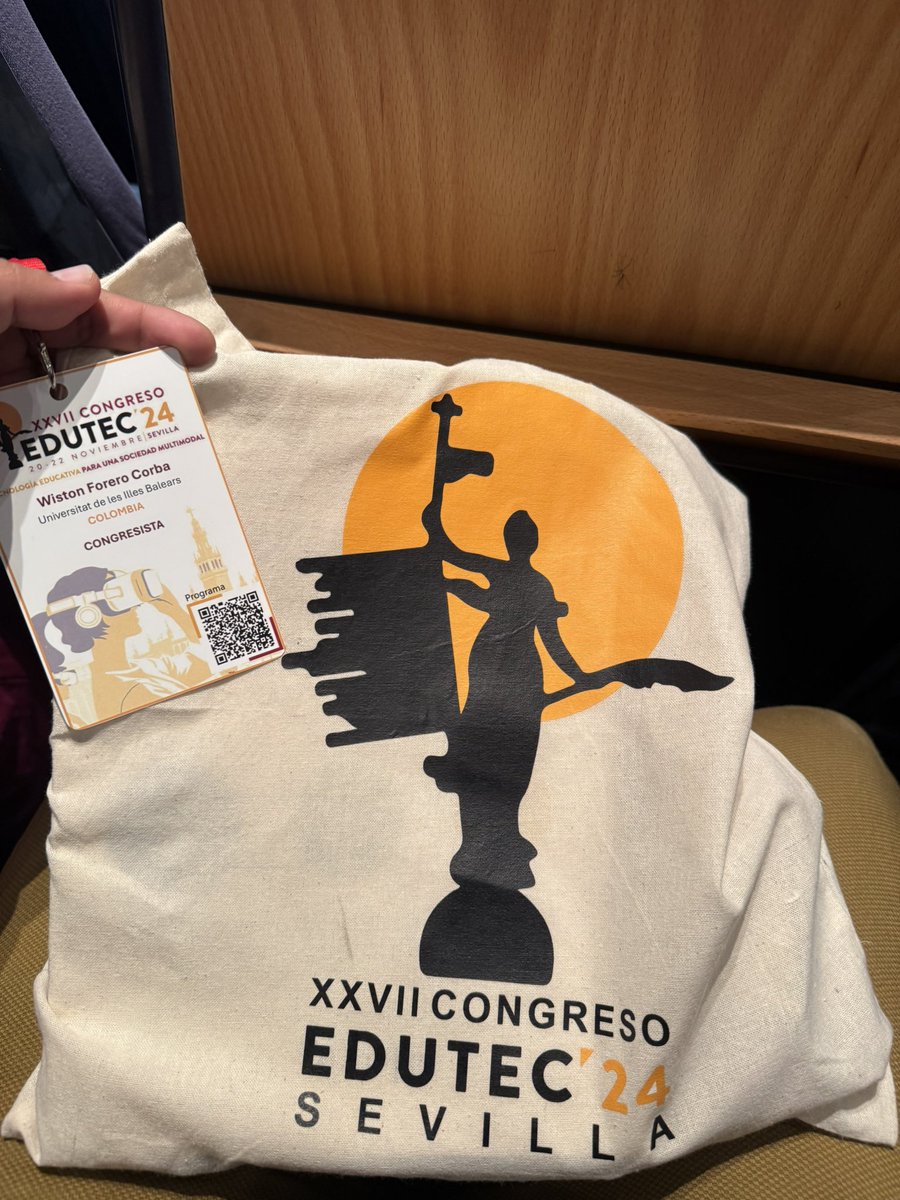 XXVII CONGRESO
EDUTEC'24
20-22 NOVIEMBRE | SEVILLA
EDUCATIVA PARA UNA SOCIEDAD MULTIMODAL
Wiston Forero Corba
Universitat de les Illes Balears
COLOMBIA
CONGRESISTA
Programa
XXVII CONGRESO
EDUTEC'24
SEVILLA